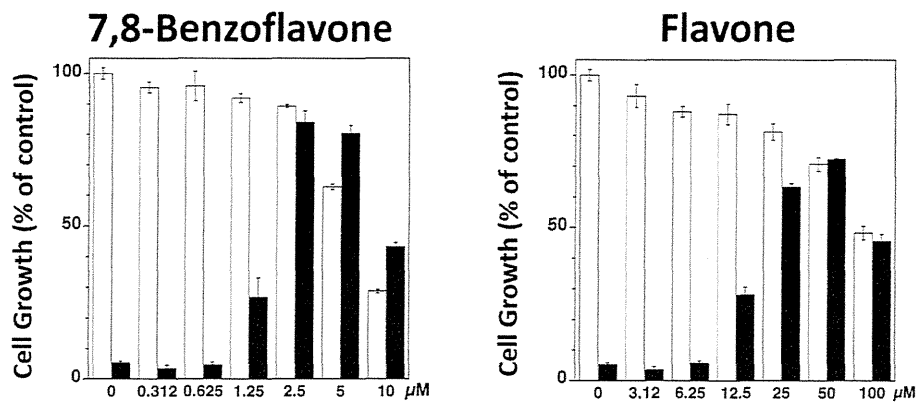 7,8-Benzoflavone
Cell Growth (% of control)
100
50
0
0 0.312 0.625 1.25 2.5 5 10 µM
Flavone
Cell Growth (% of control)
100
50
0
0 3.12 6.25 12.5 25 50 100 µM